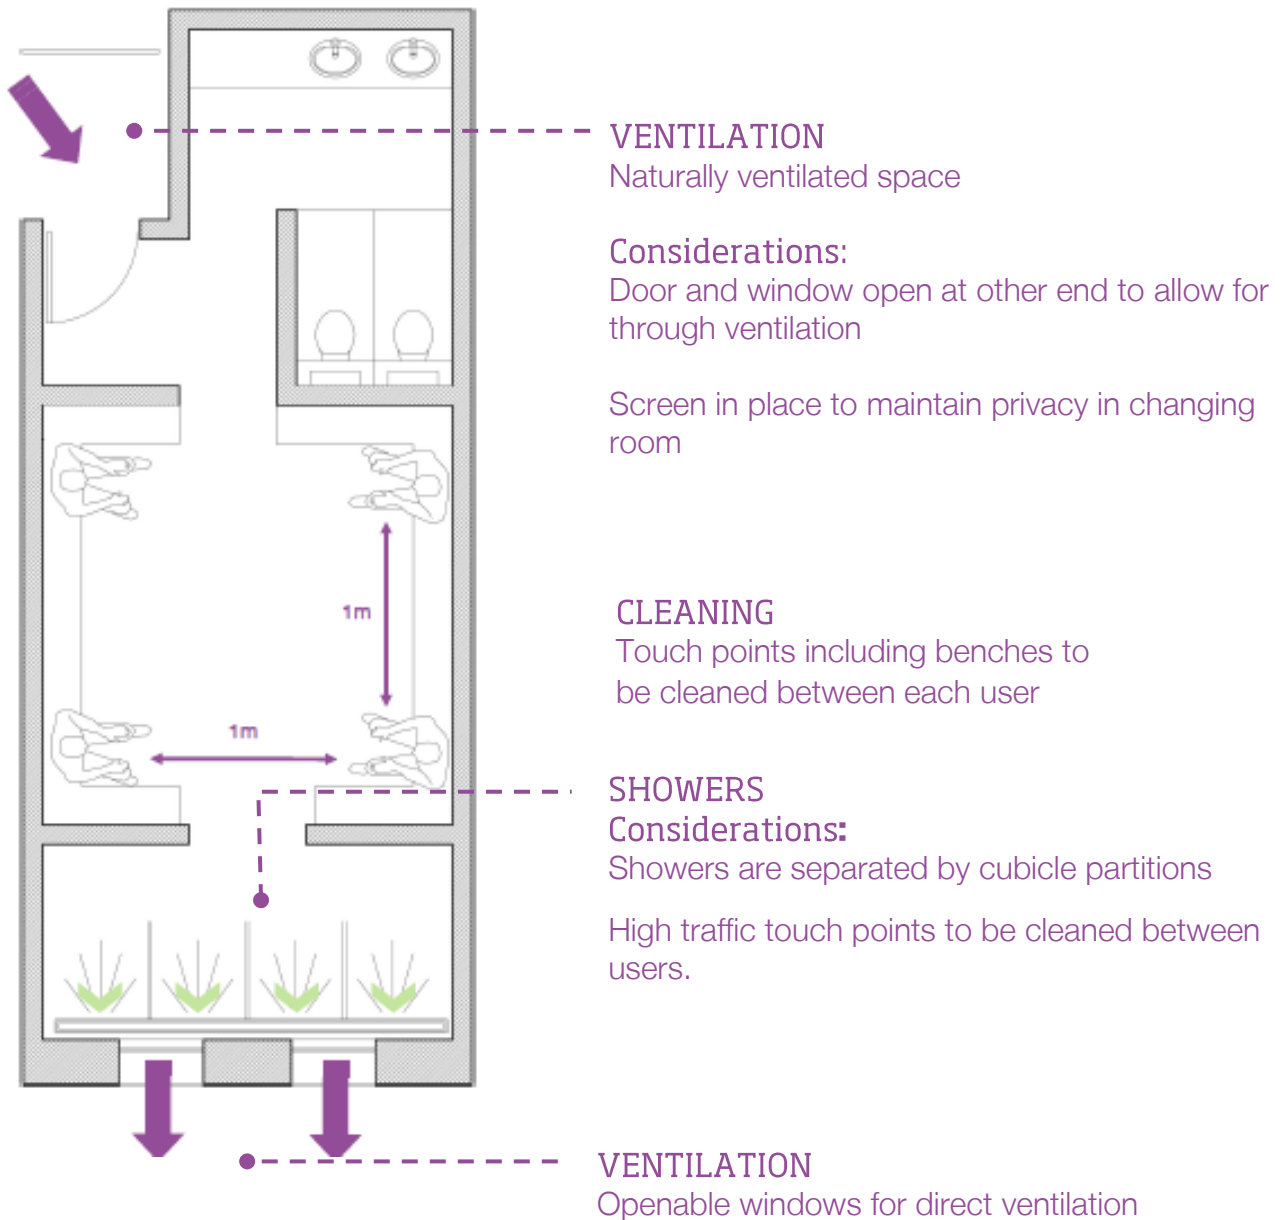 VENTILATION
Naturally ventilated space
Considerations:
Door and window open at other end to allow for
through ventilation
Screen in place to maintain privacy in changing
room
1m
CLEANING
Touch points including benches to
be cleaned between each user
1m
SHOWERS
Considerations:
Showers are separated by cubicle partitions
High traffic touch points to be cleaned between
users.
VENTILATION
Openable windows for direct ventilation